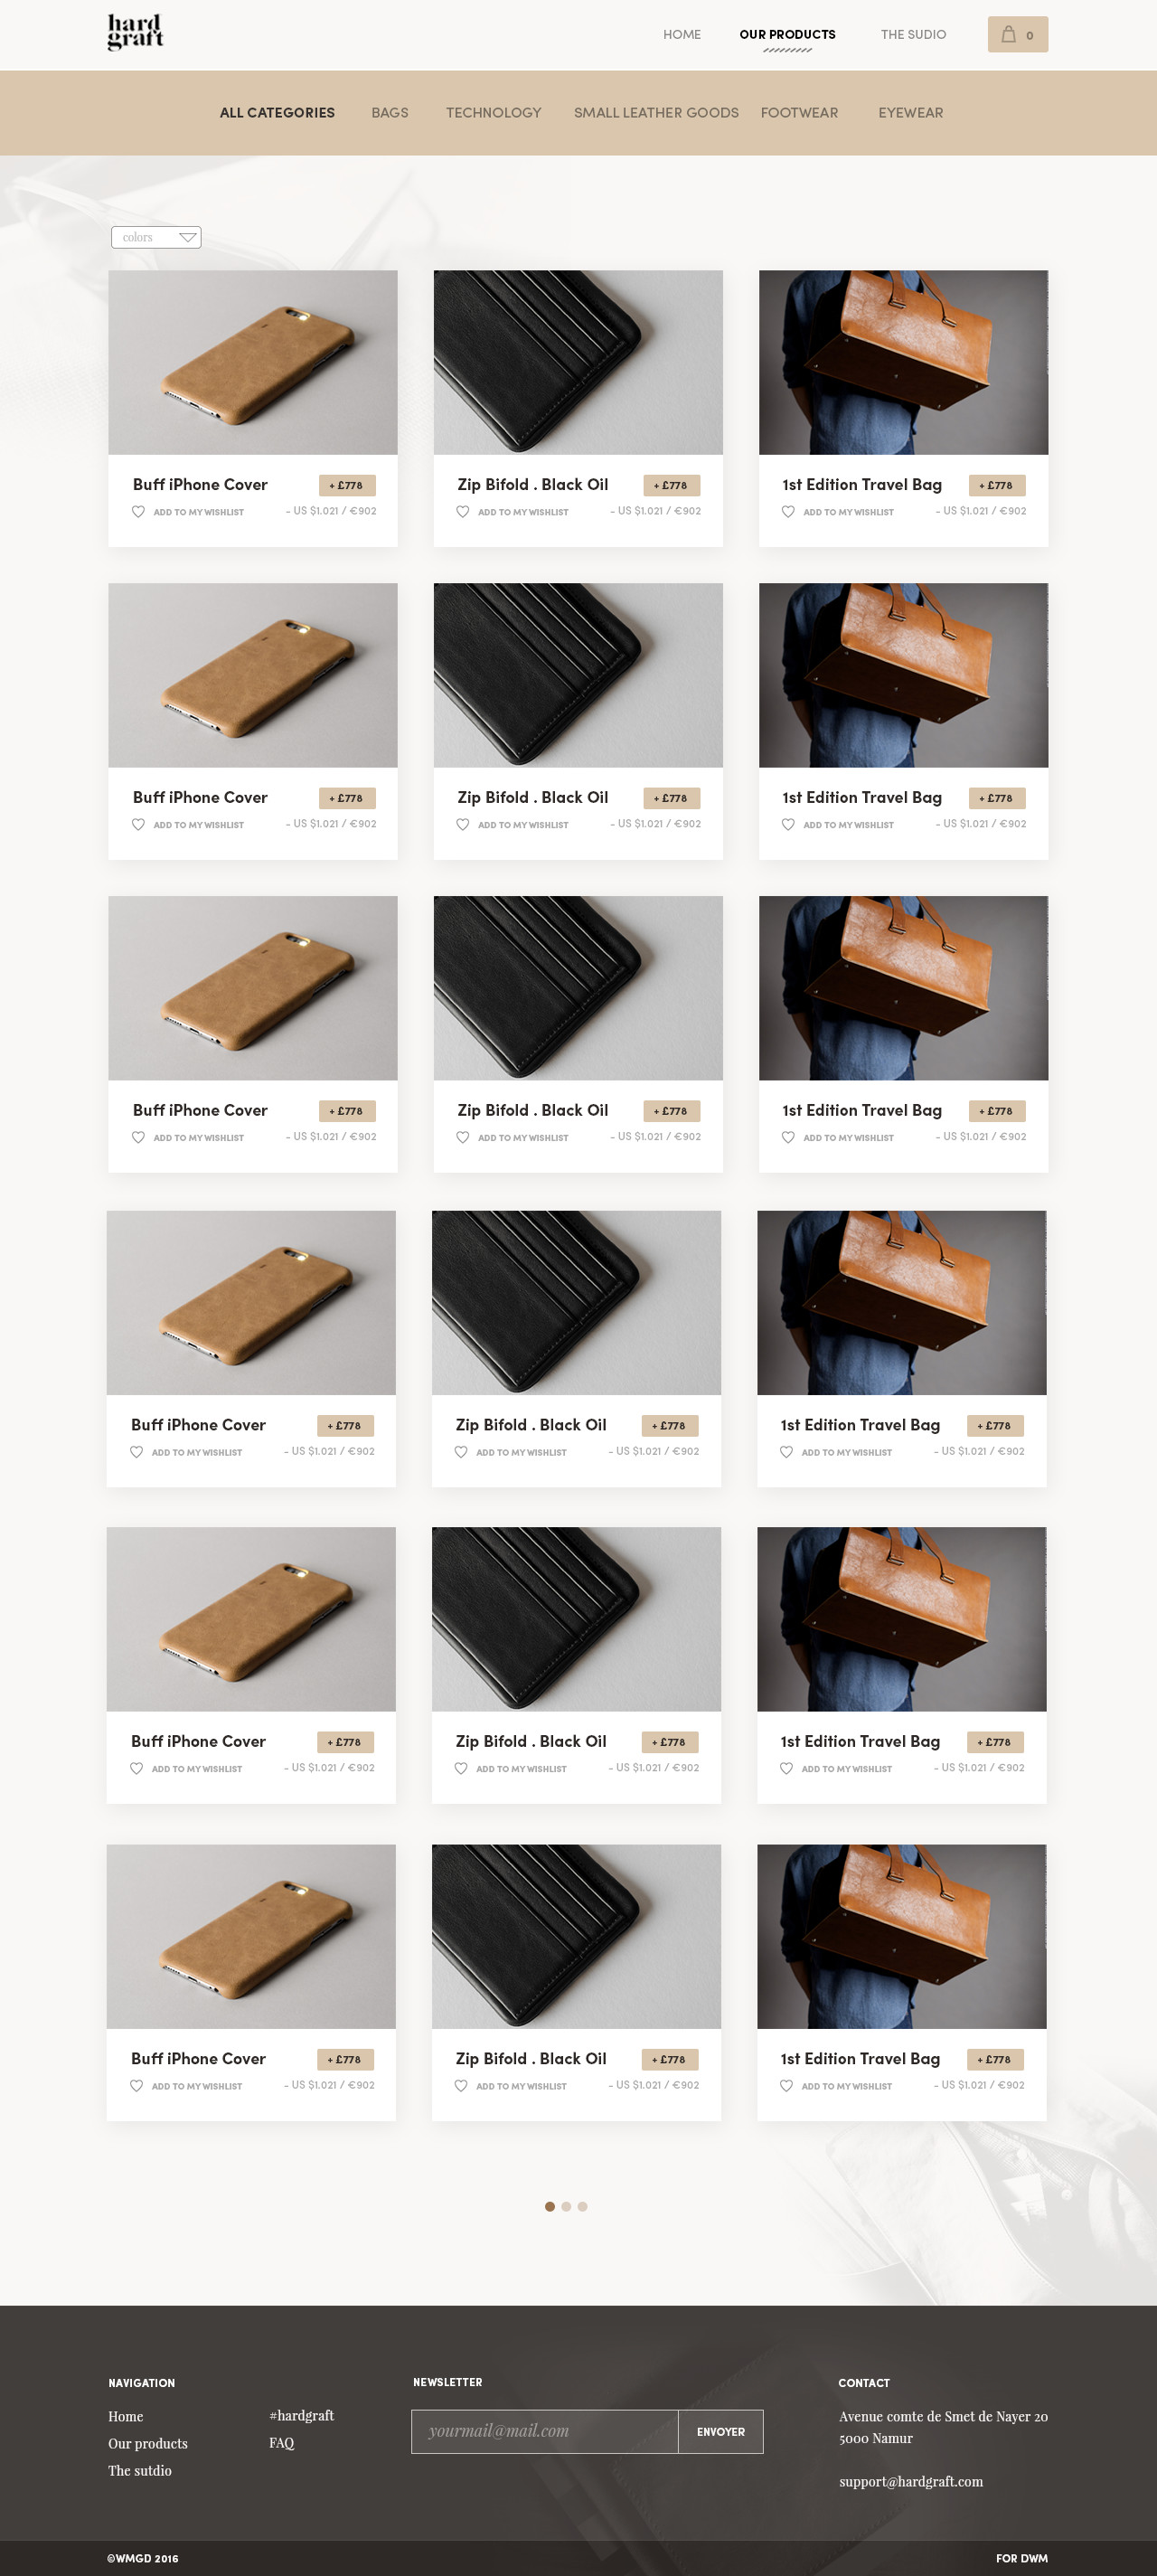 hard
graft
HOME OUR PRODUCTS THE SUDIO 0
ALL CATEGORIES BAGS TECHNOLOGY SMALL LEATHER GOODS FOOTWEAR EYEWEAR
colors
Buff iPhone Cover + £778
ADD TO MY WISHLIST - US $1.021 / €902
Zip Bifold . Black Oil + £778
ADD TO MY WISHLIST - US $1.021 / €902
1st Edition Travel Bag + £778
ADD TO MY WISHLIST - US $1.021 / €902
Buff iPhone Cover + £778
ADD TO MY WISHLIST - US $1.021 / €902
Zip Bifold . Black Oil + £778
ADD TO MY WISHLIST - US $1.021 / €902
1st Edition Travel Bag + £778
ADD TO MY WISHLIST - US $1.021 / €902
Buff iPhone Cover + £778
ADD TO MY WISHLIST - US $1.021 / €902
Zip Bifold . Black Oil + £778
ADD TO MY WISHLIST - US $1.021 / €902
1st Edition Travel Bag + £778
ADD TO MY WISHLIST - US $1.021 / €902
Buff iPhone Cover + £778
ADD TO MY WISHLIST - US $1.021 / €902
Zip Bifold . Black Oil + £778
ADD TO MY WISHLIST - US $1.021 / €902
1st Edition Travel Bag + £778
ADD TO MY WISHLIST - US $1.021 / €902
Buff iPhone Cover + £778
ADD TO MY WISHLIST - US $1.021 / €902
Zip Bifold . Black Oil + £778
ADD TO MY WISHLIST - US $1.021 / €902
1st Edition Travel Bag + £778
ADD TO MY WISHLIST - US $1.021 / €902
Buff iPhone Cover + £778
ADD TO MY WISHLIST - US $1.021 / €902
Zip Bifold . Black Oil + £778
ADD TO MY WISHLIST - US $1.021 / €902
1st Edition Travel Bag + £778
ADD TO MY WISHLIST - US $1.021 / €902
NAVIGATION
Home
Our products
The sutdio
#hardgraft
FAQ
NEWSLETTER
yourmail@mail.com ENVOYER
CONTACT
Avenue comte de Smet de Nayer 20
5000 Namur
support@hardgraft.com
©WMGD 2016 FOR DWM